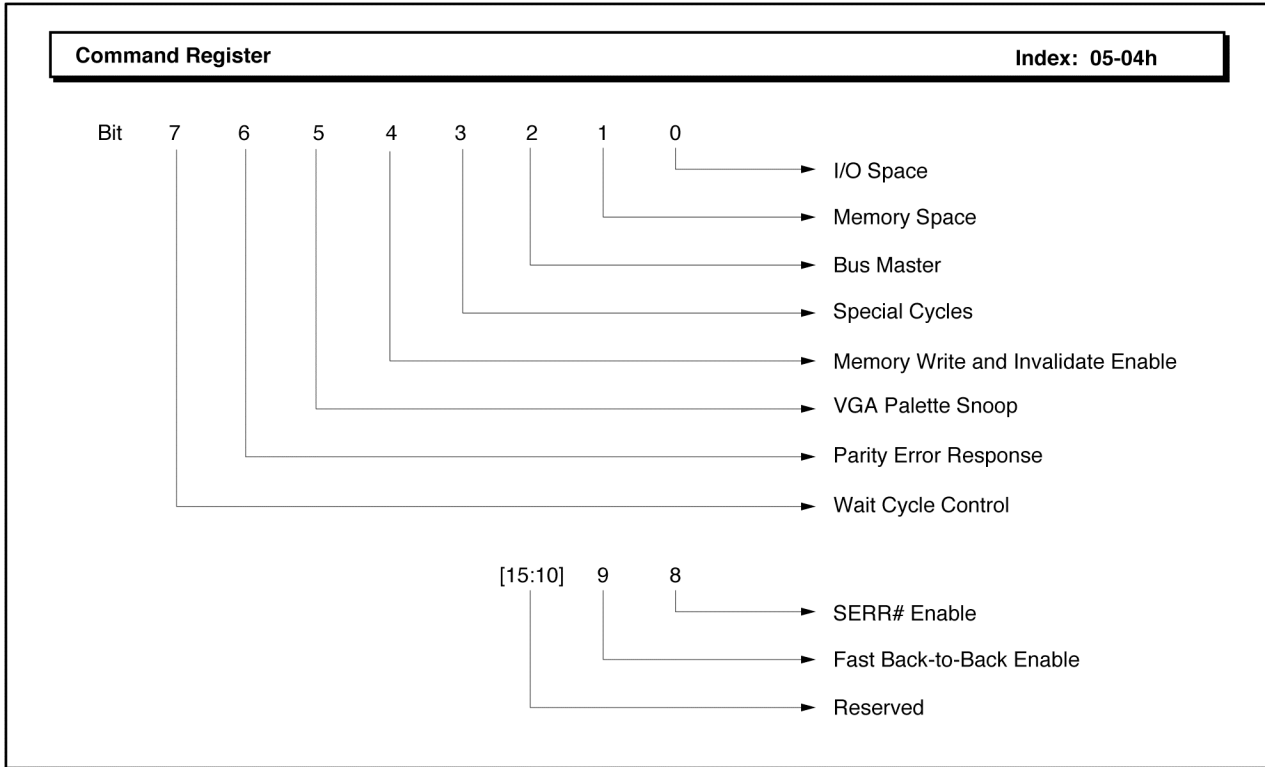 Command Register Index: 05-04h
Bit 7 6 5 4 3 2 1 0
I/O Space
Memory Space
Bus Master
Special Cycles
Memory Write and Invalidate Enable
VGA Palette Snoop
Parity Error Response
Wait Cycle Control
[15:10] 9 8
SERR# Enable
Fast Back-to-Back Enable
Reserved